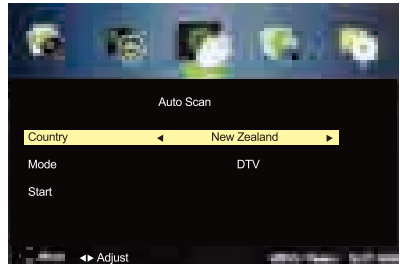 Auto Scan
Country ◄ New Zealand ►
Mode DTV
Start
◄► Adjust